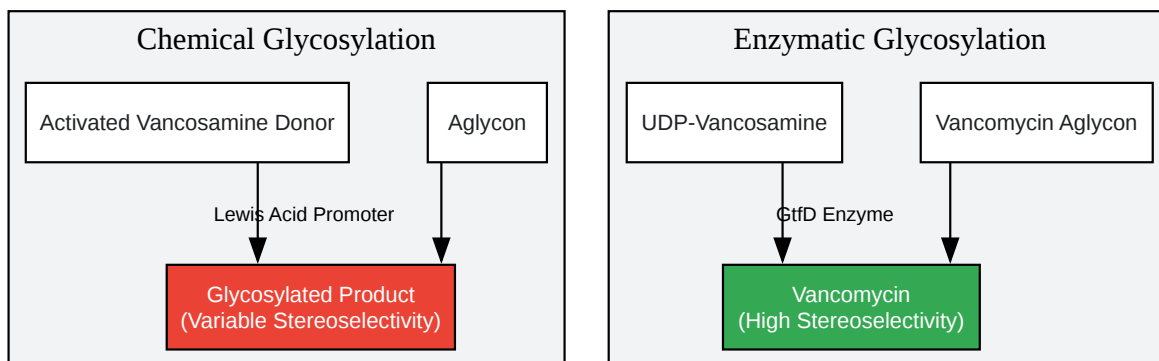 Chemical Glycosylation
Activated Vancosamine Donor
Aglycon
Lewis Acid Promoter
Glycosylated Product
(Variable Stereoselectivity)
Enzymatic Glycosylation
UDP-Vancosamine
Vancomycin Aglycon
GtfD Enzyme
Vancomycin
(High Stereoselectivity)